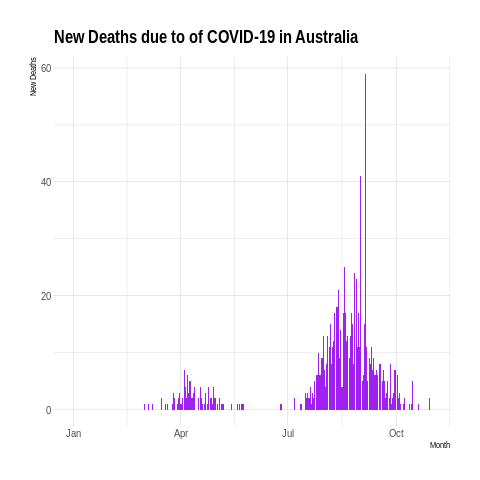 New Deaths due to of COVID-19 in Australia
New Deaths
60
40
20
0
Jan Apr Jul Oct
Month